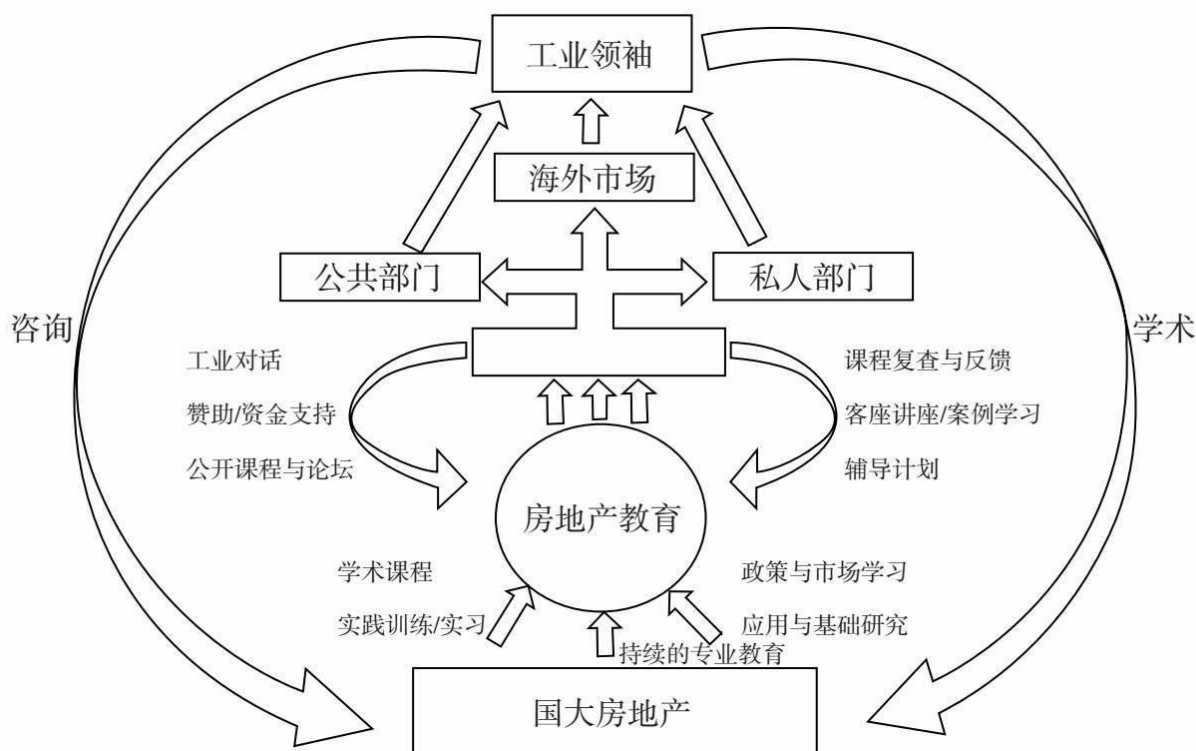 工业领袖
海外市场
公共部门
私人部门
咨询
学术
工业对话
赞助/资金支持
公开课程与论坛
课程复查与反馈
客座讲座/案例学习
辅导计划
房地产教育
学术课程
实践训练/实习
政策与市场学习
应用与基础研究
持续的专业教育
国大房地产